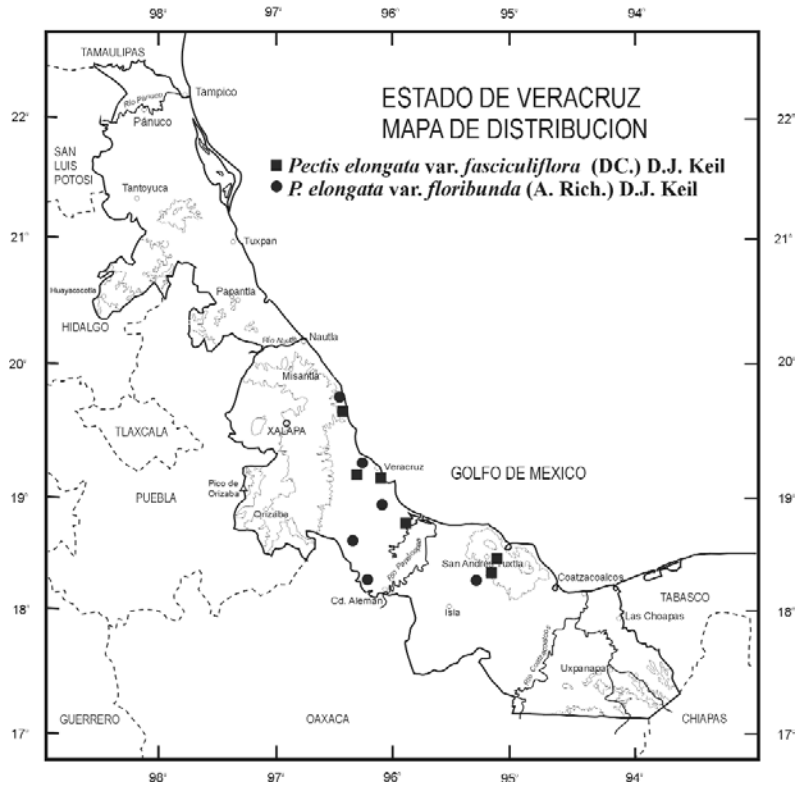 98° 97° 96° 95° 94° 93°
TAMAULIPAS
Río Pánuco
Tampico
Pánuco
22° 22°
ESTADO DE VERACRUZ
MAPA DE DISTRIBUCION
SAN
LUIS
POTOSI
Pectis elongata var. fasciculiflora (DC.) D.J. Keil
P. elongata var. floribunda (A. Rich.) D.J. Keil
Tantoyuca
21° 21°
Tuxpan
Huayacocotla
Papantla
HIDALGO
Río Nautla
Nautla
20° 20°
Misantla
TLAXCALA
XALAPA
Veracruz
GOLFO DE MEXICO
Pico de
Orizaba
PUEBLA
19° 19°
Orizaba
Río Papaloapan
San Andrés Tuxtla
Coatzacoalcos
Cd. Alemán
TABASCO
18° 18°
Isla
Las Choapas
Río Coatzacoalcos
Uxpanapa
GUERRERO
OAXACA
CHIAPAS
17° 17°
98° 97° 96° 95° 94°